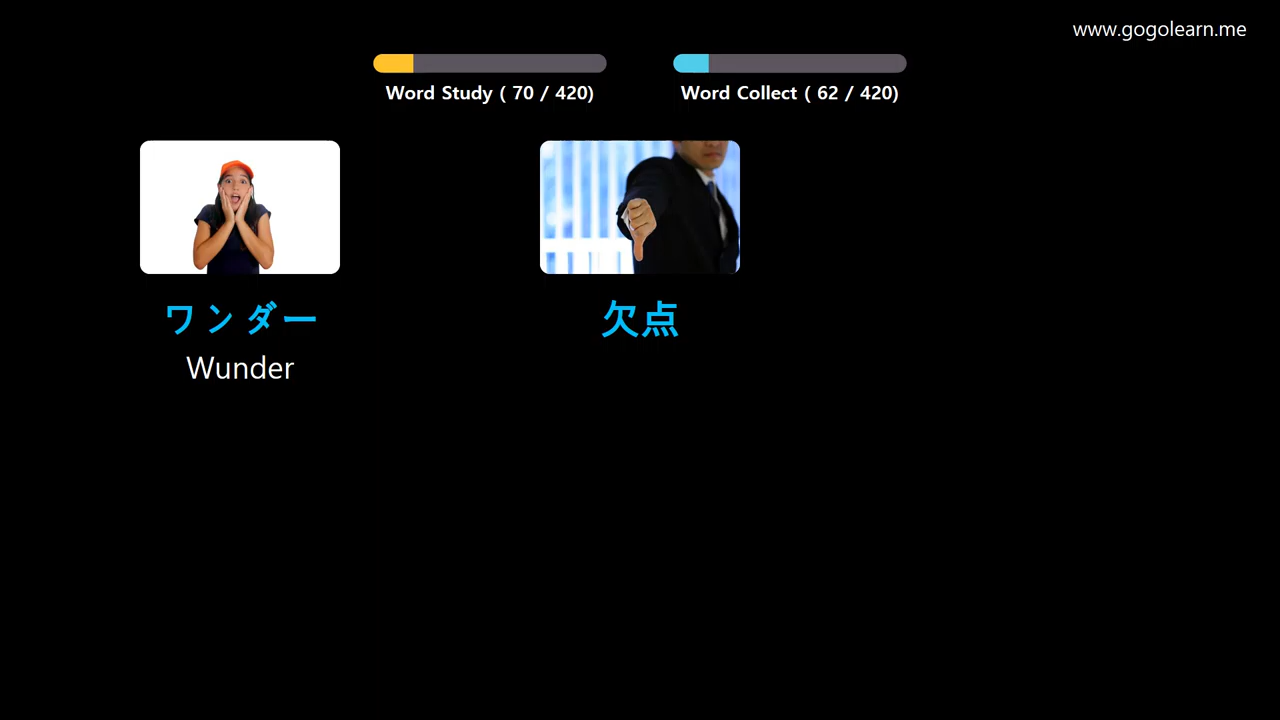 www.gogolearn.me
Word Study ( 70 / 420)
Word Collect ( 62 / 420)
ワンダー
欠点
Wunder